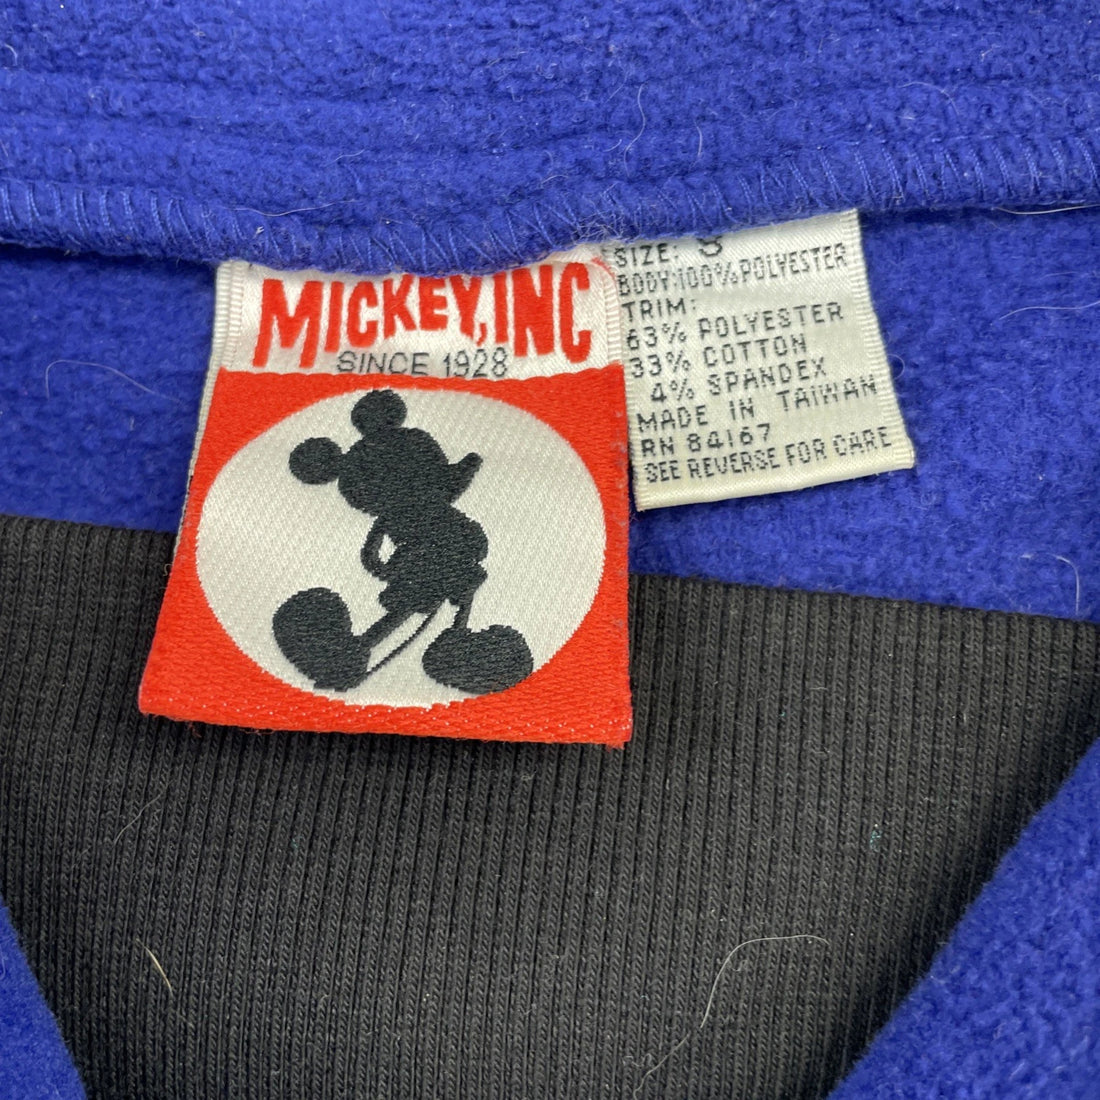 MICKEY, INC
SINCE 1928
SIZE: S
BODY: 100% POLYESTER
TRIM:
63% POLYESTER
33% COTTON
4% SPANDEX
MADE IN TAIWAN
RN 84167
SEE REVERSE FOR CARE